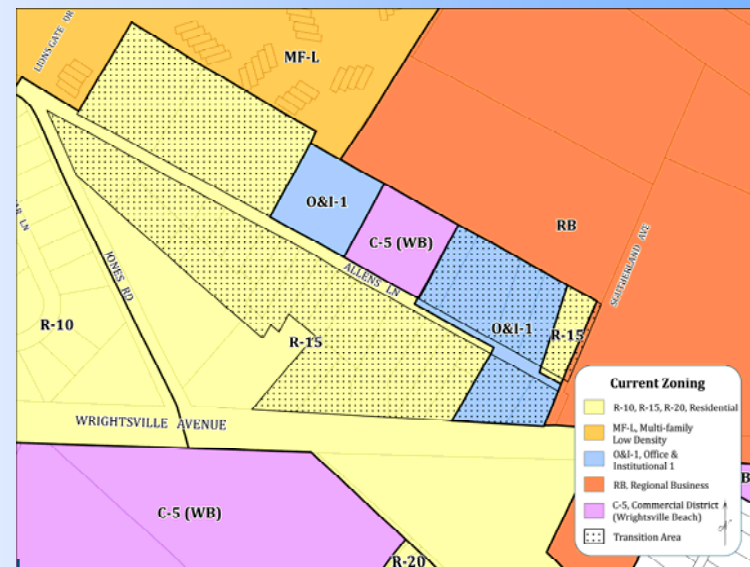 LIONSGATE DR
MF-L
O&I-1
C-5 (WB)
RB
SOUTHERLAND AVE
ALLENS LN
LN
JONES RD
O&I-1
R-15
R-10
R-15
WRIGHTSVILLE AVENUE
C-5 (WB)
R-20
Current Zoning
R-10, R-15, R-20, Residential
MF-L, Multi-family
Low Density
O&I-1, Office &
Institutional 1
RB, Regional Business
C-5, Commercial District
(Wrightsville Beach)
Transition Area